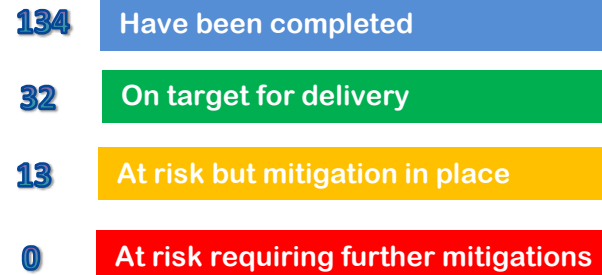 134 Have been completed
32 On target for delivery
13 At risk but mitigation in place
0 At risk requiring further mitigations